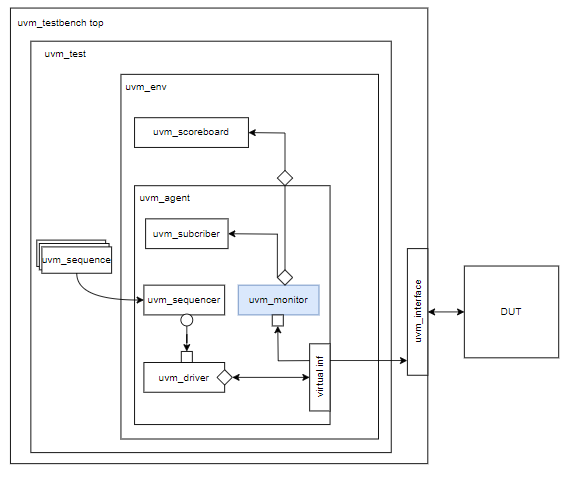 uvm_testbench top
uvm_test
uvm_env
uvm_scoreboard
uvm_agent
uvm_subcriber
uvm_sequence
uvm_sequencer
uvm_monitor
uvm_interface
DUT
virtual inf
uvm_driver